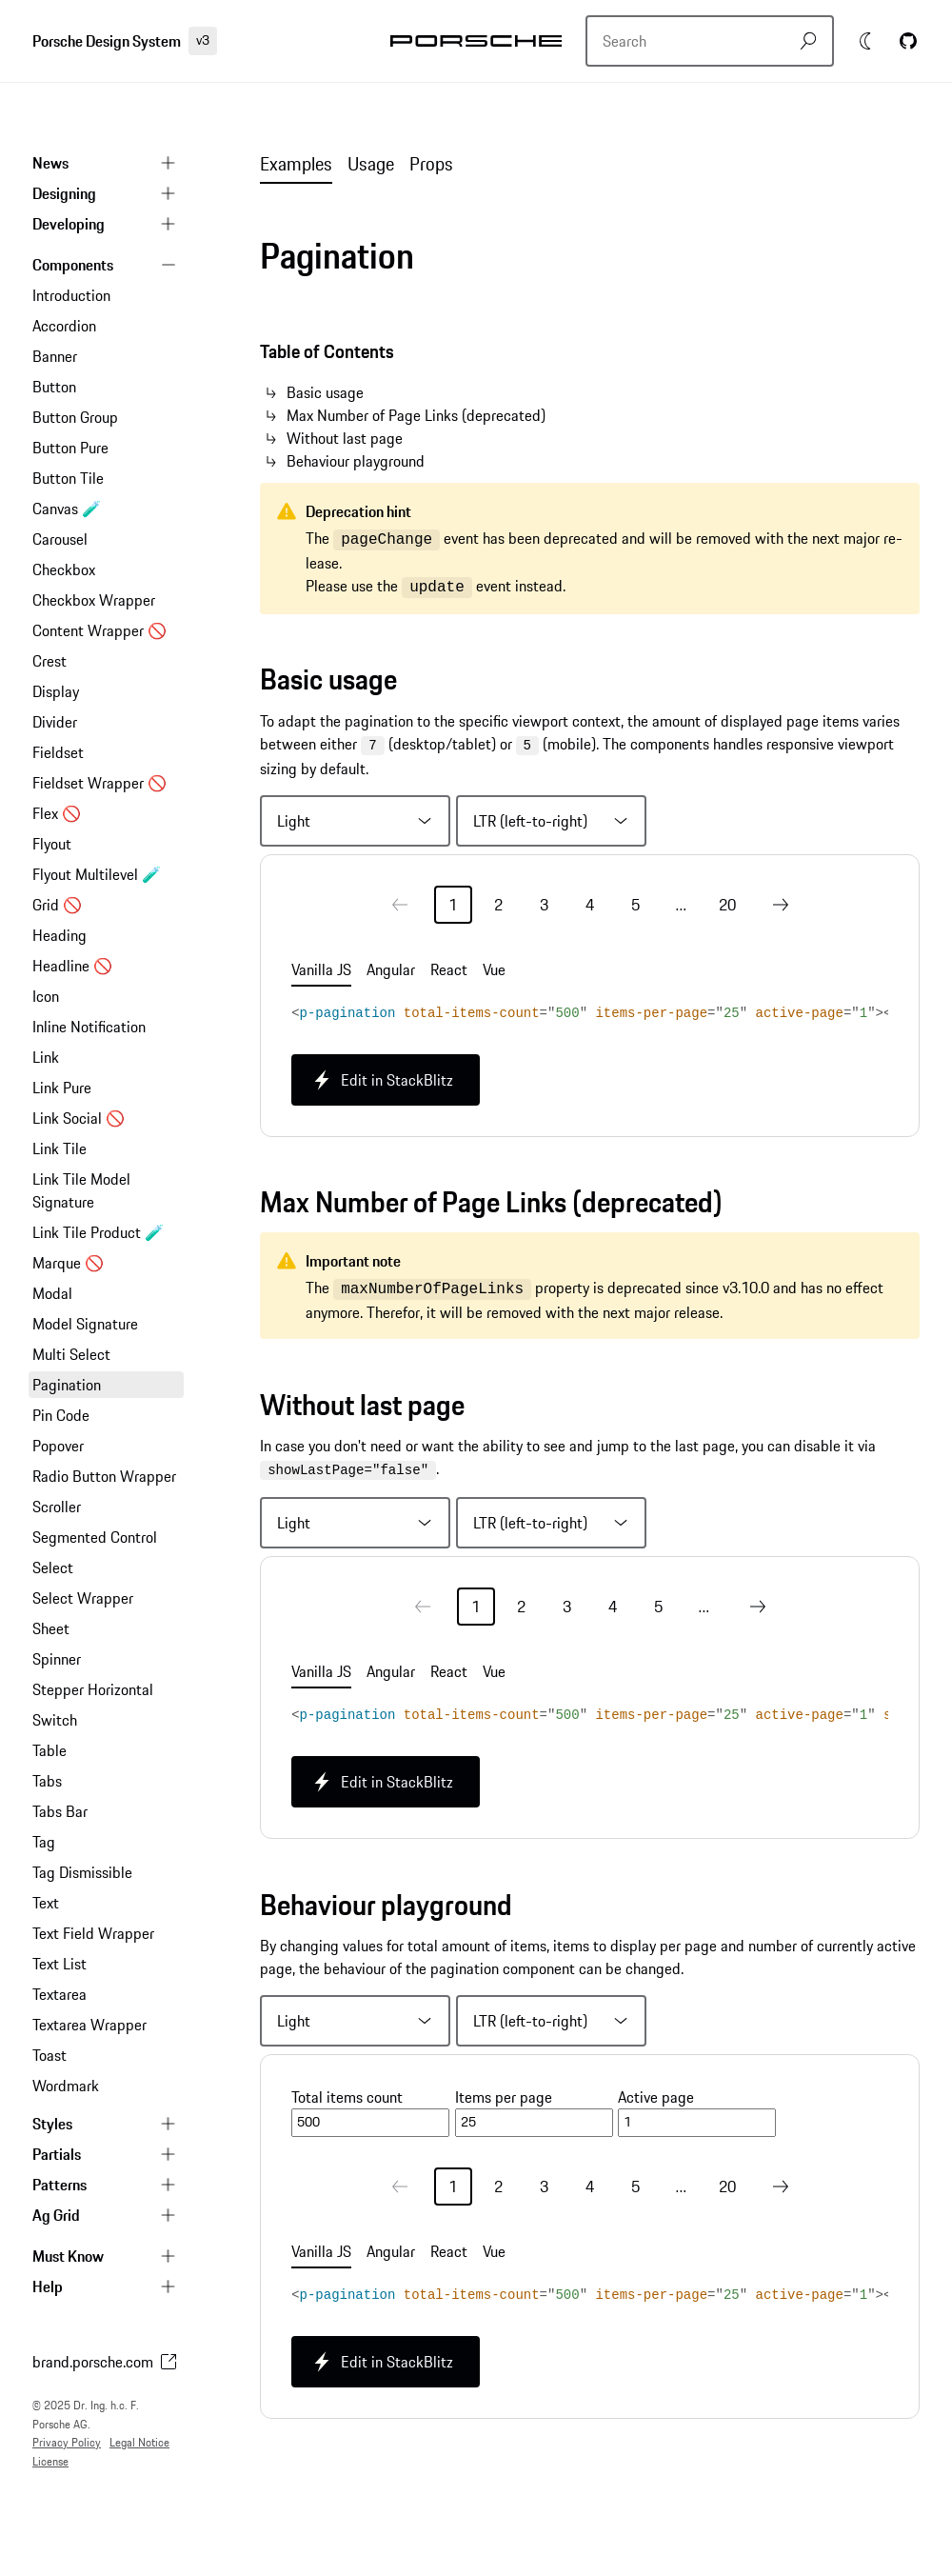 Porsche Design System v3
PORSCHE
Search
News
Designing
Developing
Components
Introduction
Accordion
Banner
Button
Button Group
Button Pure
Button Tile
Canvas 🧪
Carousel
Checkbox
Checkbox Wrapper
Content Wrapper 🚫
Crest
Display
Divider
Fieldset
Fieldset Wrapper 🚫
Flex 🚫
Flyout
Flyout Multilevel 🧪
Grid 🚫
Heading
Headline 🚫
Icon
Inline Notification
Link
Link Pure
Link Social 🚫
Link Tile
Link Tile Model
Signature
Link Tile Product 🧪
Marque 🚫
Modal
Model Signature
Multi Select
Pagination
Pin Code
Popover
Radio Button Wrapper
Scroller
Segmented Control
Select
Select Wrapper
Sheet
Spinner
Stepper Horizontal
Switch
Table
Tabs
Tabs Bar
Tag
Tag Dismissible
Text
Text Field Wrapper
Text List
Textarea
Textarea Wrapper
Toast
Wordmark
Styles
Partials
Patterns
Ag Grid
Must Know
Help
brand.porsche.com
© 2025 Dr. Ing. h.c. F.
Porsche AG.
Privacy Policy Legal Notice
License
Examples Usage Props
Pagination
Table of Contents
Basic usage
Max Number of Page Links (deprecated)
Without last page
Behaviour playground
Deprecation hint
The pageChange event has been deprecated and will be removed with the next major re-
lease.
Please use the update event instead.
Basic usage
To adapt the pagination to the specific viewport context, the amount of displayed page items varies
between either 7 (desktop/tablet) or 5 (mobile). The components handles responsive viewport
sizing by default.
Light LTR (left-to-right)
1 2 3 4 5 ... 20
Vanilla JS Angular React Vue
<p-pagination total-items-count="500" items-per-page="25" active-page="1"><
Edit in StackBlitz
Max Number of Page Links (deprecated)
Important note
The maxNumberOfPageLinks property is deprecated since v3.10.0 and has no effect
anymore. Therefor, it will be removed with the next major release.
Without last page
In case you don't need or want the ability to see and jump to the last page, you can disable it via
showLastPage="false" .
Light LTR (left-to-right)
1 2 3 4 5 ...
Vanilla JS Angular React Vue
<p-pagination total-items-count="500" items-per-page="25" active-page="1" s
Edit in StackBlitz
Behaviour playground
By changing values for total amount of items, items to display per page and number of currently active
page, the behaviour of the pagination component can be changed.
Light LTR (left-to-right)
Total items count Items per page Active page
500 25 1
1 2 3 4 5 ... 20
Vanilla JS Angular React Vue
<p-pagination total-items-count="500" items-per-page="25" active-page="1"><
Edit in StackBlitz